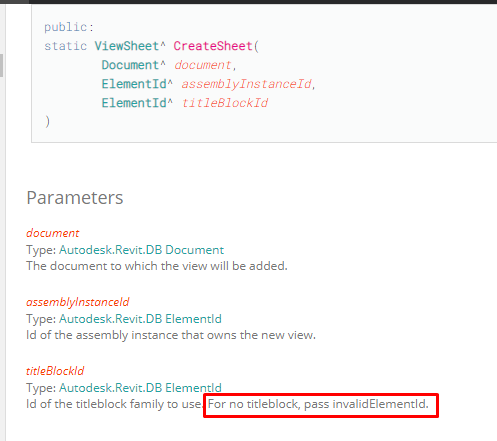 public:
static ViewSheet^ CreateSheet(
Document^ document,
ElementId^ assemblyInstanceId,
ElementId^ titleBlockId
)
Parameters
document
Type: Autodesk.Revit.DB Document
The document to which the view will be added.
assemblyInstanceId
Type: Autodesk.Revit.DB ElementId
Id of the assembly instance that owns the new view.
titleBlockId
Type: Autodesk.Revit.DB ElementId
Id of the titleblock family to use. For no titleblock, pass invalidElementId.